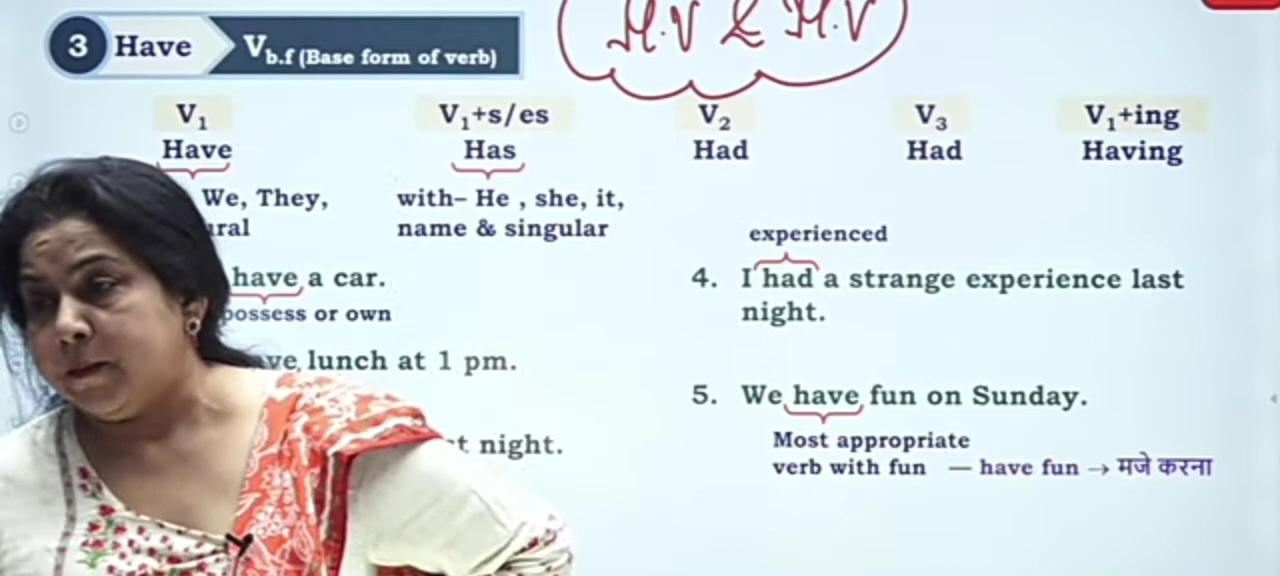 H.V & M.V
3 Have V b.f (Base form of verb)
V1 V1+s/es V2 V3 V1+ing
Have Has Had Had Having
We, They, with– He , she, it,
name & singular
experienced
have a car. 4. I had a strange experience last
possess or own night.
lunch at 1 pm. 5. We have fun on Sunday.
night. Most appropriate
verb with fun — have fun → मजे करना